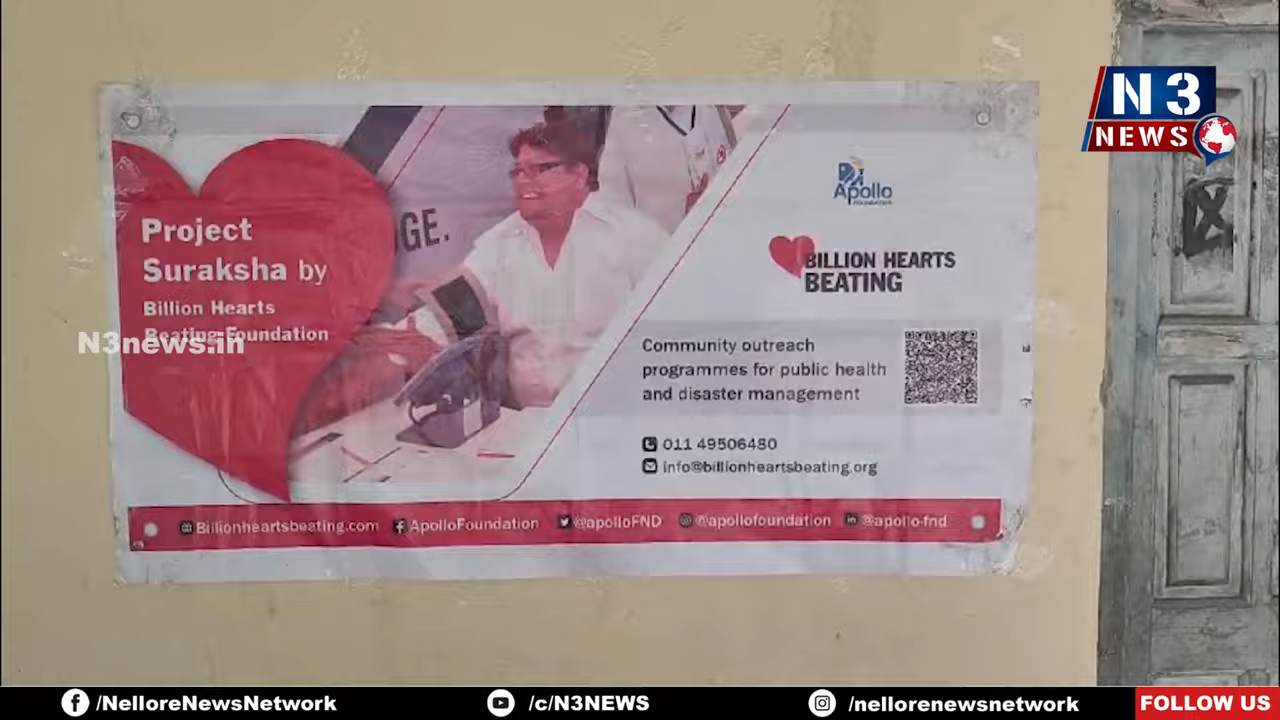 N3
NEWS
Project
Suraksha by
Billion Hearts
Beating Foundation
N3news.in
GE.
Apollo
FOUNDATION
BILLION HEARTS
BEATING
Community outreach
programmes for public health
and disaster management
011 49506480
info@billionheartsbeating.org
Billionheartsbeating.com ApolloFoundation @apolloFND @apollofoundation @apollo-fnd
/NelloreNewsNetwork /c/N3NEWS /nellorenewsnetwork FOLLOW US